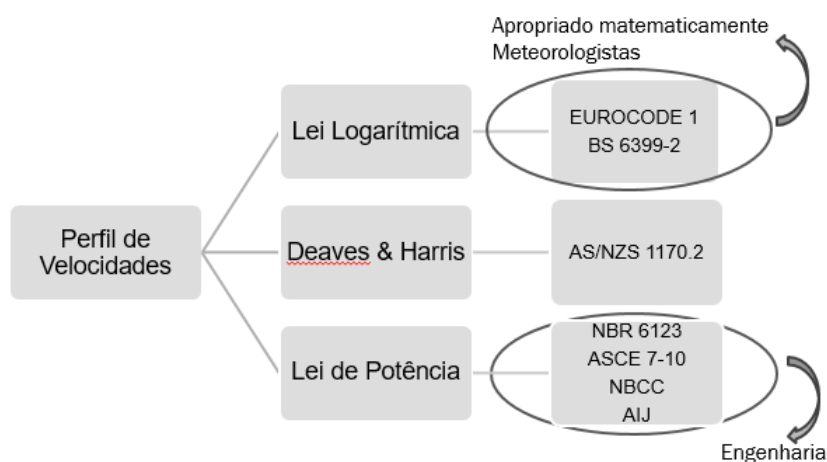 Apropriado matematicamente
Meteorologistas
Lei Logarítmica
EUROCODE 1
BS 6399-2
Perfil de
Velocidades
Deaves & Harris
AS/NZS 1170.2
Lei de Potência
NBR 6123
ASCE 7-10
NBCC
AIJ
Engenharia